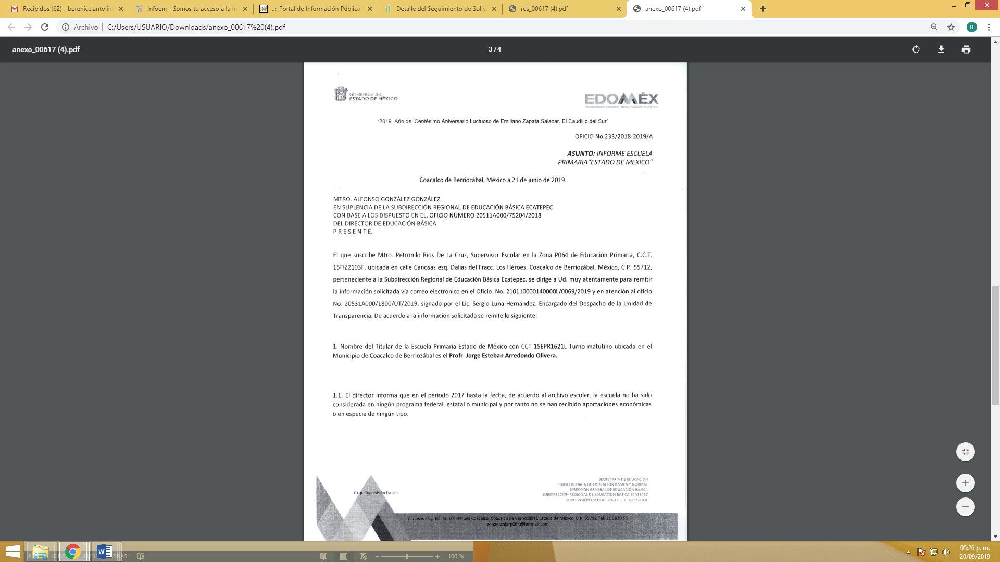 Recibidos (62) - berenice.antolin
Infoem - Somos tu acceso a la in
..:: Portal de Información Pública
Detalle del Seguimiento de Solici
res_00617 (4).pdf
anexo_00617 (4).pdf
Archivo
C:/Users/USUARIO/Downloads/anexo_00617%20(4).pdf
B
anexo_00617 (4).pdf
3 / 4
GOBIERNO DEL
ESTADO DE MÉXICO
EDOMÉX
DECISIONES FIRMES, RESULTADOS FUERTES.
"2019. Año del Centésimo Aniversario Luctuoso de Emiliano Zapata Salazar. El Caudillo del Sur"
OFICIO No.233/2018-2019/A
ASUNTO: INFORME ESCUELA
PRIMARIA"ESTADO DE MEXICO"
Coacalco de Berriozábal, México a 21 de junio de 2019.
MTRO. ALFONSO GONZÁLEZ GONZÁLEZ
EN SUPLENCIA DE LA SUBDIRECCIÓN REGIONAL DE EDUCACIÓN BÁSICA ECATEPEC
CON BASE A LOS DISPUESTO EN EL, OFICIO NÚMERO 20511A000/75204/2018
DEL DIRECTOR DE EDUCACIÓN BÁSICA
P R E S E N T E.
El que suscribe Mtro. Petronilo Ríos De La Cruz, Supervisor Escolar en la Zona P064 de Educación Primaria, C.C.T.
15FIZ2103F, ubicada en calle Canosas esq. Dalias del Fracc. Los Héroes, Coacalco de Berriozábal, México, C.P. 55712,
perteneciente a la Subdirección Regional de Educación Básica Ecatepec, se dirige a Ud. muy atentamente para remitir
la información solicitada vía correo electrónico en el Oficio. No. 210110000140000L/0069/2019 y en atención al oficio
No. 20531A000/1800/UT/2019, signado por el Lic. Sergio Luna Hernández. Encargado del Despacho de la Unidad de
Transparencia. De acuerdo a la información solicitada se remite lo siguiente:
1. Nombre del Titular de la Escuela Primaria Estado de México con CCT 15EPR1621L Turno matutino ubicada en el
Municipio de Coacalco de Berriozábal es el Profr. Jorge Esteban Arredondo Olivera.
1.1. El director informa que en el periodo 2017 hasta la fecha, de acuerdo al archivo escolar, la escuela no ha sido
considerada en ningún programa federal, estatal o municipal y por tanto no se han recibido aportaciones económicas
o en especie de ningún tipo.
C.c.p. Supervisión Escolar
SECRETARIA DE EDUCACIÓN
SUBSECRETARÍA DE EDUCACIÓN BÁSICA Y NORMAL
DIRECCIÓN GENERAL DE EDUCACIÓN BÁSICA
SUBDIRECCIÓN REGIONAL DE EDUCACION BASICA ECATEPEC
SUPERVISIÓN ESCOLAR P064 C.C.T. 15FIZ2103F
Canosas esq. Dalias. Los Héroes Coacalco, Coacalco de Berriozábal, Estado de México. C.P. 55712 Tel. 21 5930 55
zonaescolarp064@hotmail.com
100 %
05:26 p. m.
20/09/2019